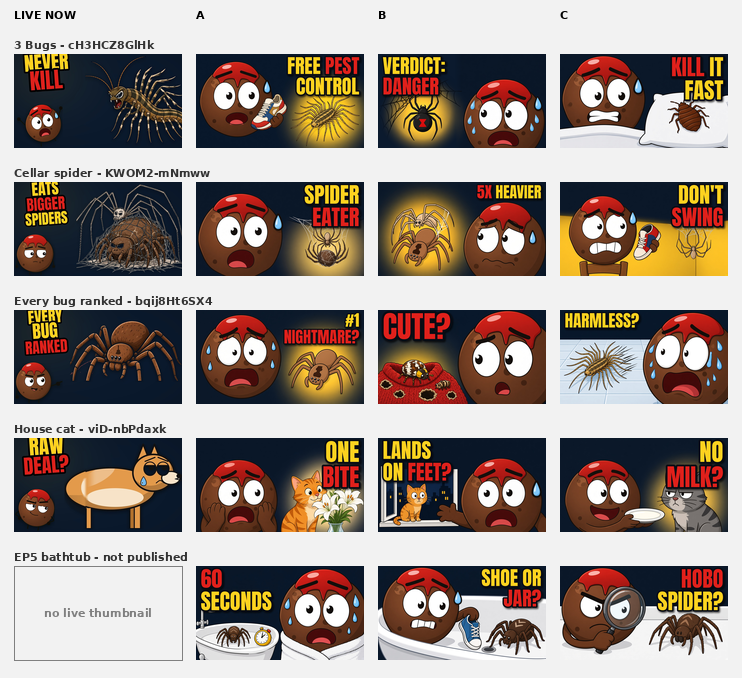 LIVE NOW
A
B
C
3 Bugs - cH3HCZ8GlHk
NEVER
KILL
FREE PEST
CONTROL
VERDICT:
DANGER
KILL IT
FAST
Cellar spider - KWOM2-mNmww
EATS
BIGGER
SPIDERS
SPIDER
EATER
5X HEAVIER
DON'T
SWING
Every bug ranked - bqij8Ht6SX4
EVERY
BUG
RANKED
#1
NIGHTMARE?
CUTE?
HARMLESS?
House cat - viD-nbPdaxk
RAW
DEAL?
ONE
BITE
LANDS
ON FEET?
NO
MILK?
EP5 bathtub - not published
no live thumbnail
60
SECONDS
SHOE OR
JAR?
HOBO
SPIDER?